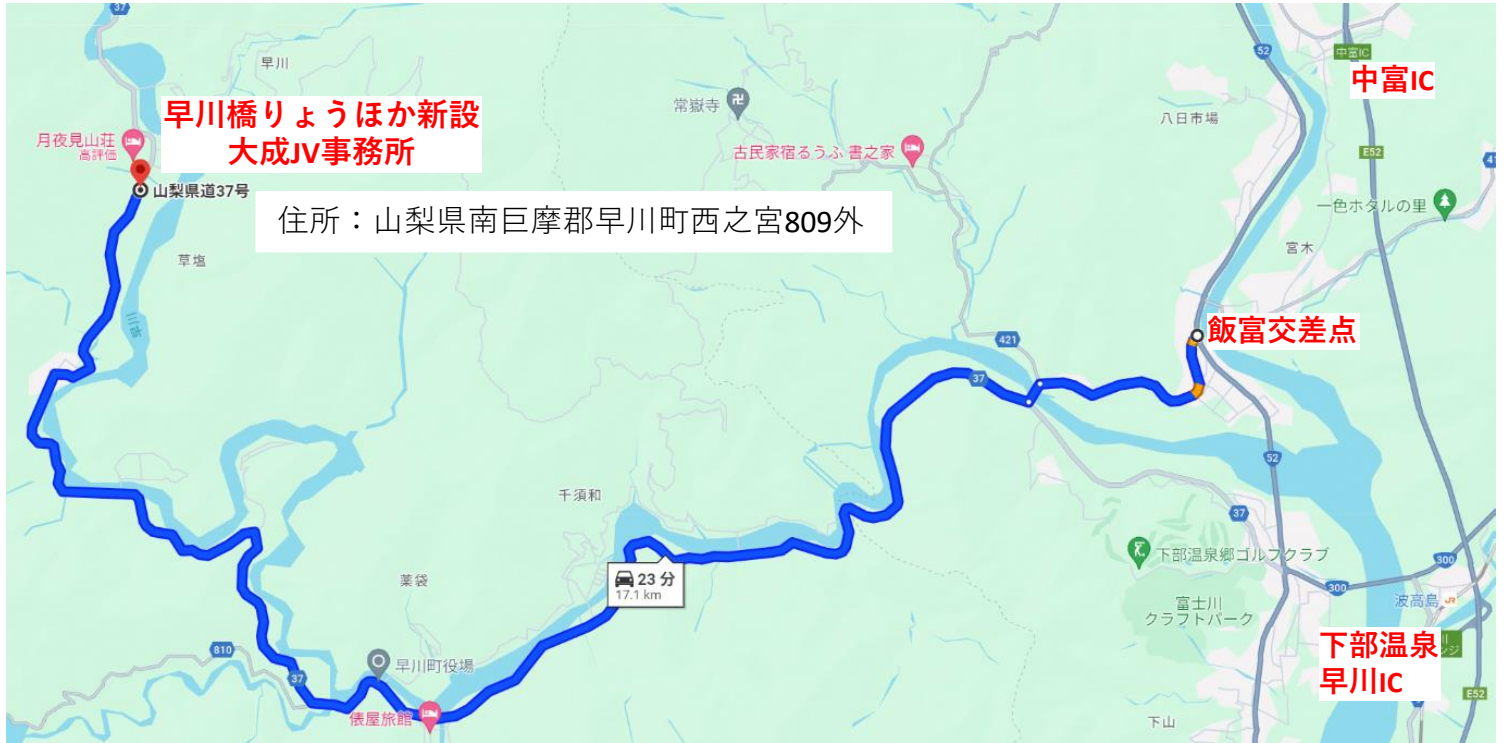 37
52
中富IC
中富IC
早川
早川橋りょうほか新設
大成JV事務所
常嶽寺
八日市場
月夜見山荘
高評価
古民家宿るうふ 書之家
E52
41
山梨県道37号
住所：山梨県南巨摩郡早川町西之宮809外
一色ホタルの里
草塩
宮木
早川
飯富交差点
421
37
52
千須和
37
下部温泉郷ゴルフクラブ
300
23 分
17.1 km
薬袋
300
富士川
クラフトパーク
波高島
JR
810
早川町役場
下部温泉
早川IC
37
E52
俵屋旅館
下山